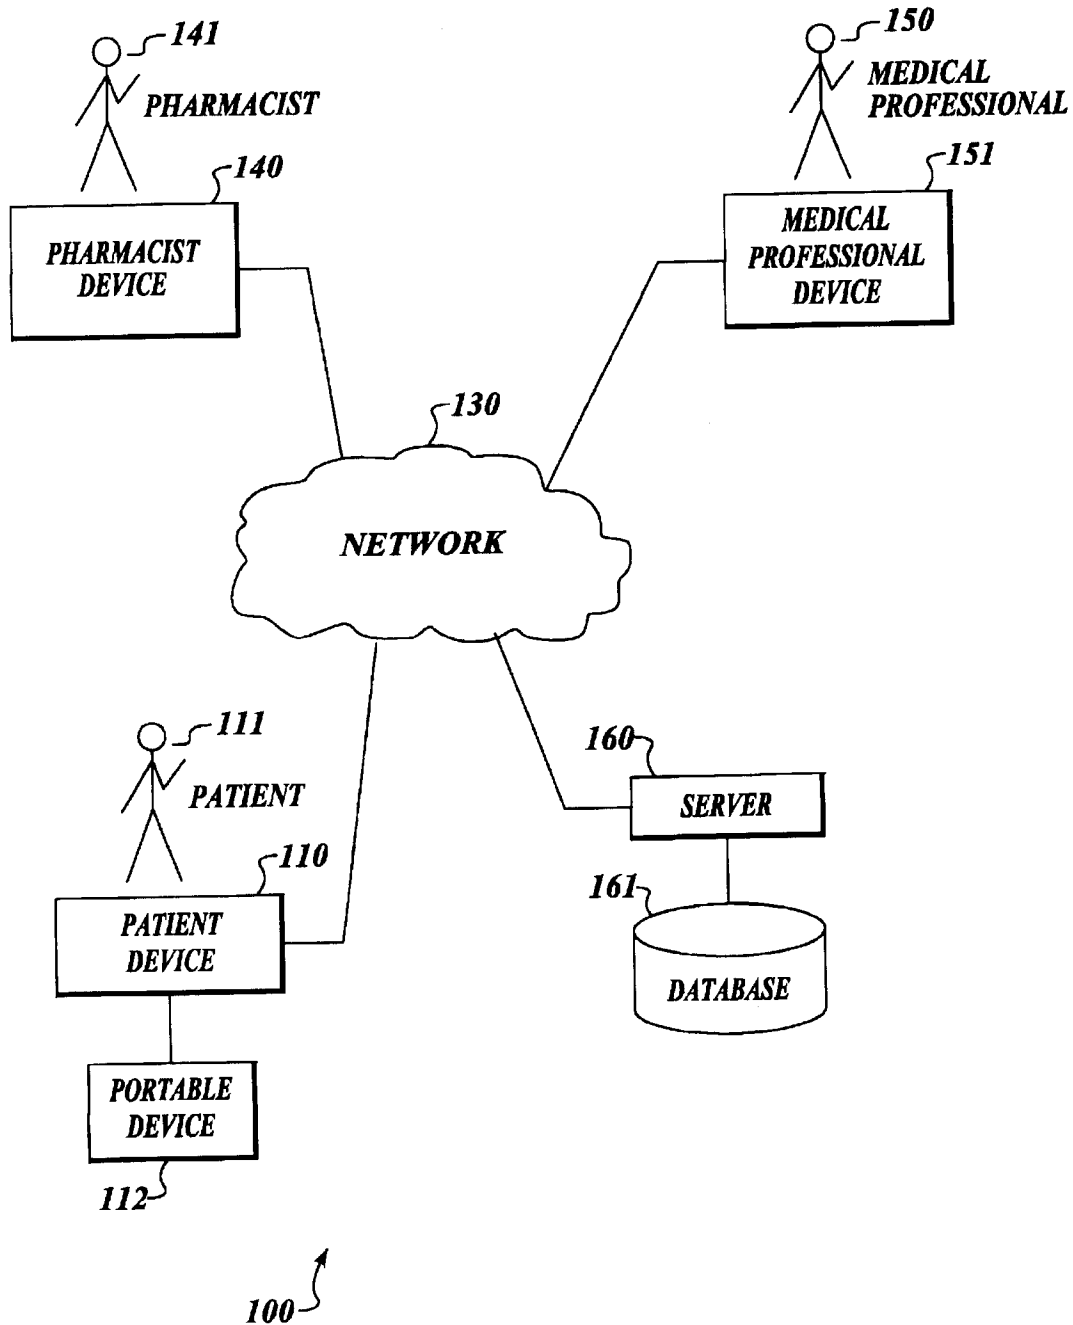 141
PHARMACIST
140
PHARMACIST
DEVICE
150
MEDICAL
PROFESSIONAL
151
MEDICAL
PROFESSIONAL
DEVICE
130
NETWORK
111
PATIENT
110
PATIENT
DEVICE
PORTABLE
DEVICE
112
160
SERVER
161
DATABASE
100